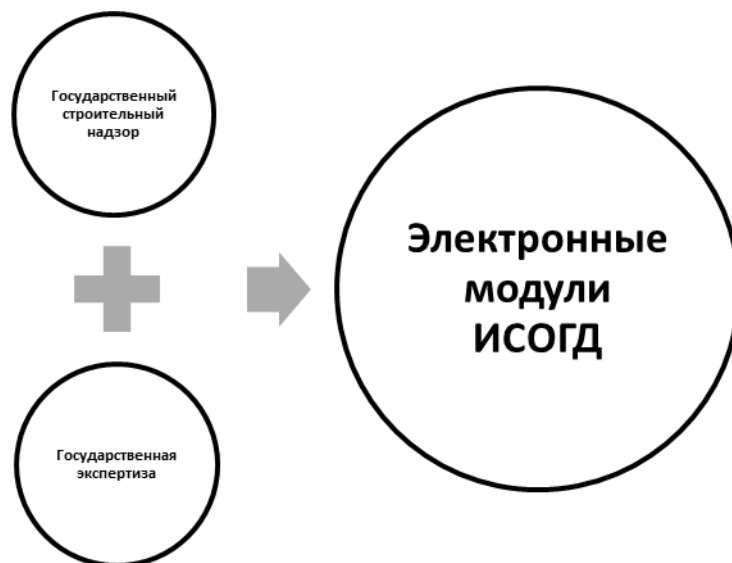 Государственный
строительный
надзор
Государственная
экспертиза
Электронные
модули
ИСОГД